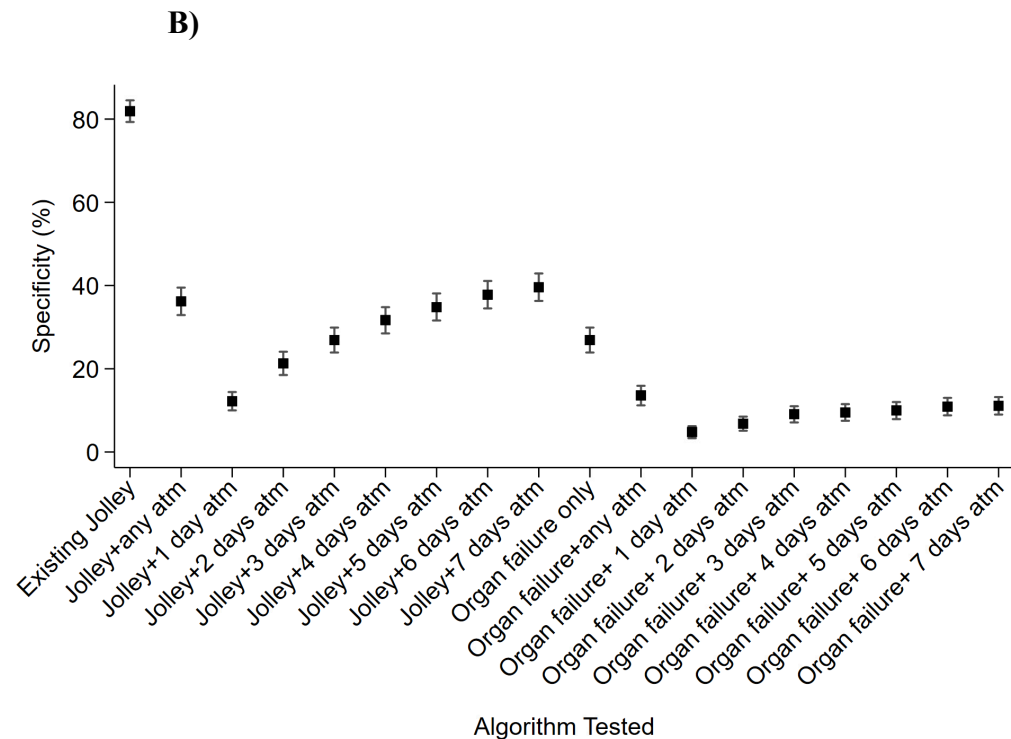 B)
Specificity (%)
80
60
40
20
0
Existing Jolley
Jolley+any atm
Jolley+1 day atm
Jolley+2 days atm
Jolley+3 days atm
Jolley+4 days atm
Jolley+5 days atm
Jolley+6 days atm
Jolley+7 days atm
Organ failure only
Organ failure+any atm
Organ failure+ 1 day atm
Organ failure+ 2 days atm
Organ failure+ 3 days atm
Organ failure+ 4 days atm
Organ failure+ 5 days atm
Organ failure+ 6 days atm
Organ failure+ 7 days atm
Algorithm Tested